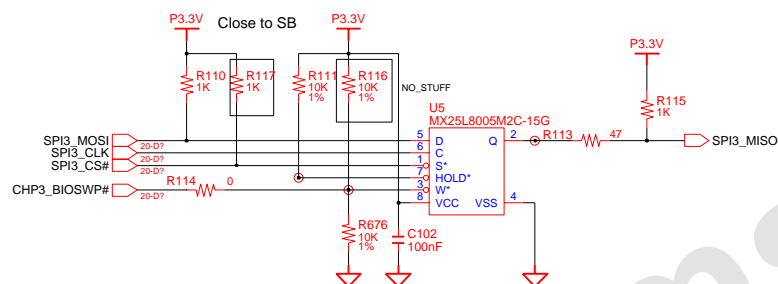 P3.3V
Close to SB
P3.3V
P3.3V
R110
1K
R117
1K
R111
10K
1%
R116
10K
1%
NO_STUFF
U5
MX25L8005M2C-15G
R115
1K
SPI3_MOSI
20-D?
5
D
Q
2
R113
47
SPI3_MISO
SPI3_CLK
6
C
SPI3_CS#
20-D?
1
S*
7
HOLD*
CHP3_BIOSWP#
20-D?
R114
0
3
W*
8
VCC
VSS
4
R676
10K
1%
C102
100nF